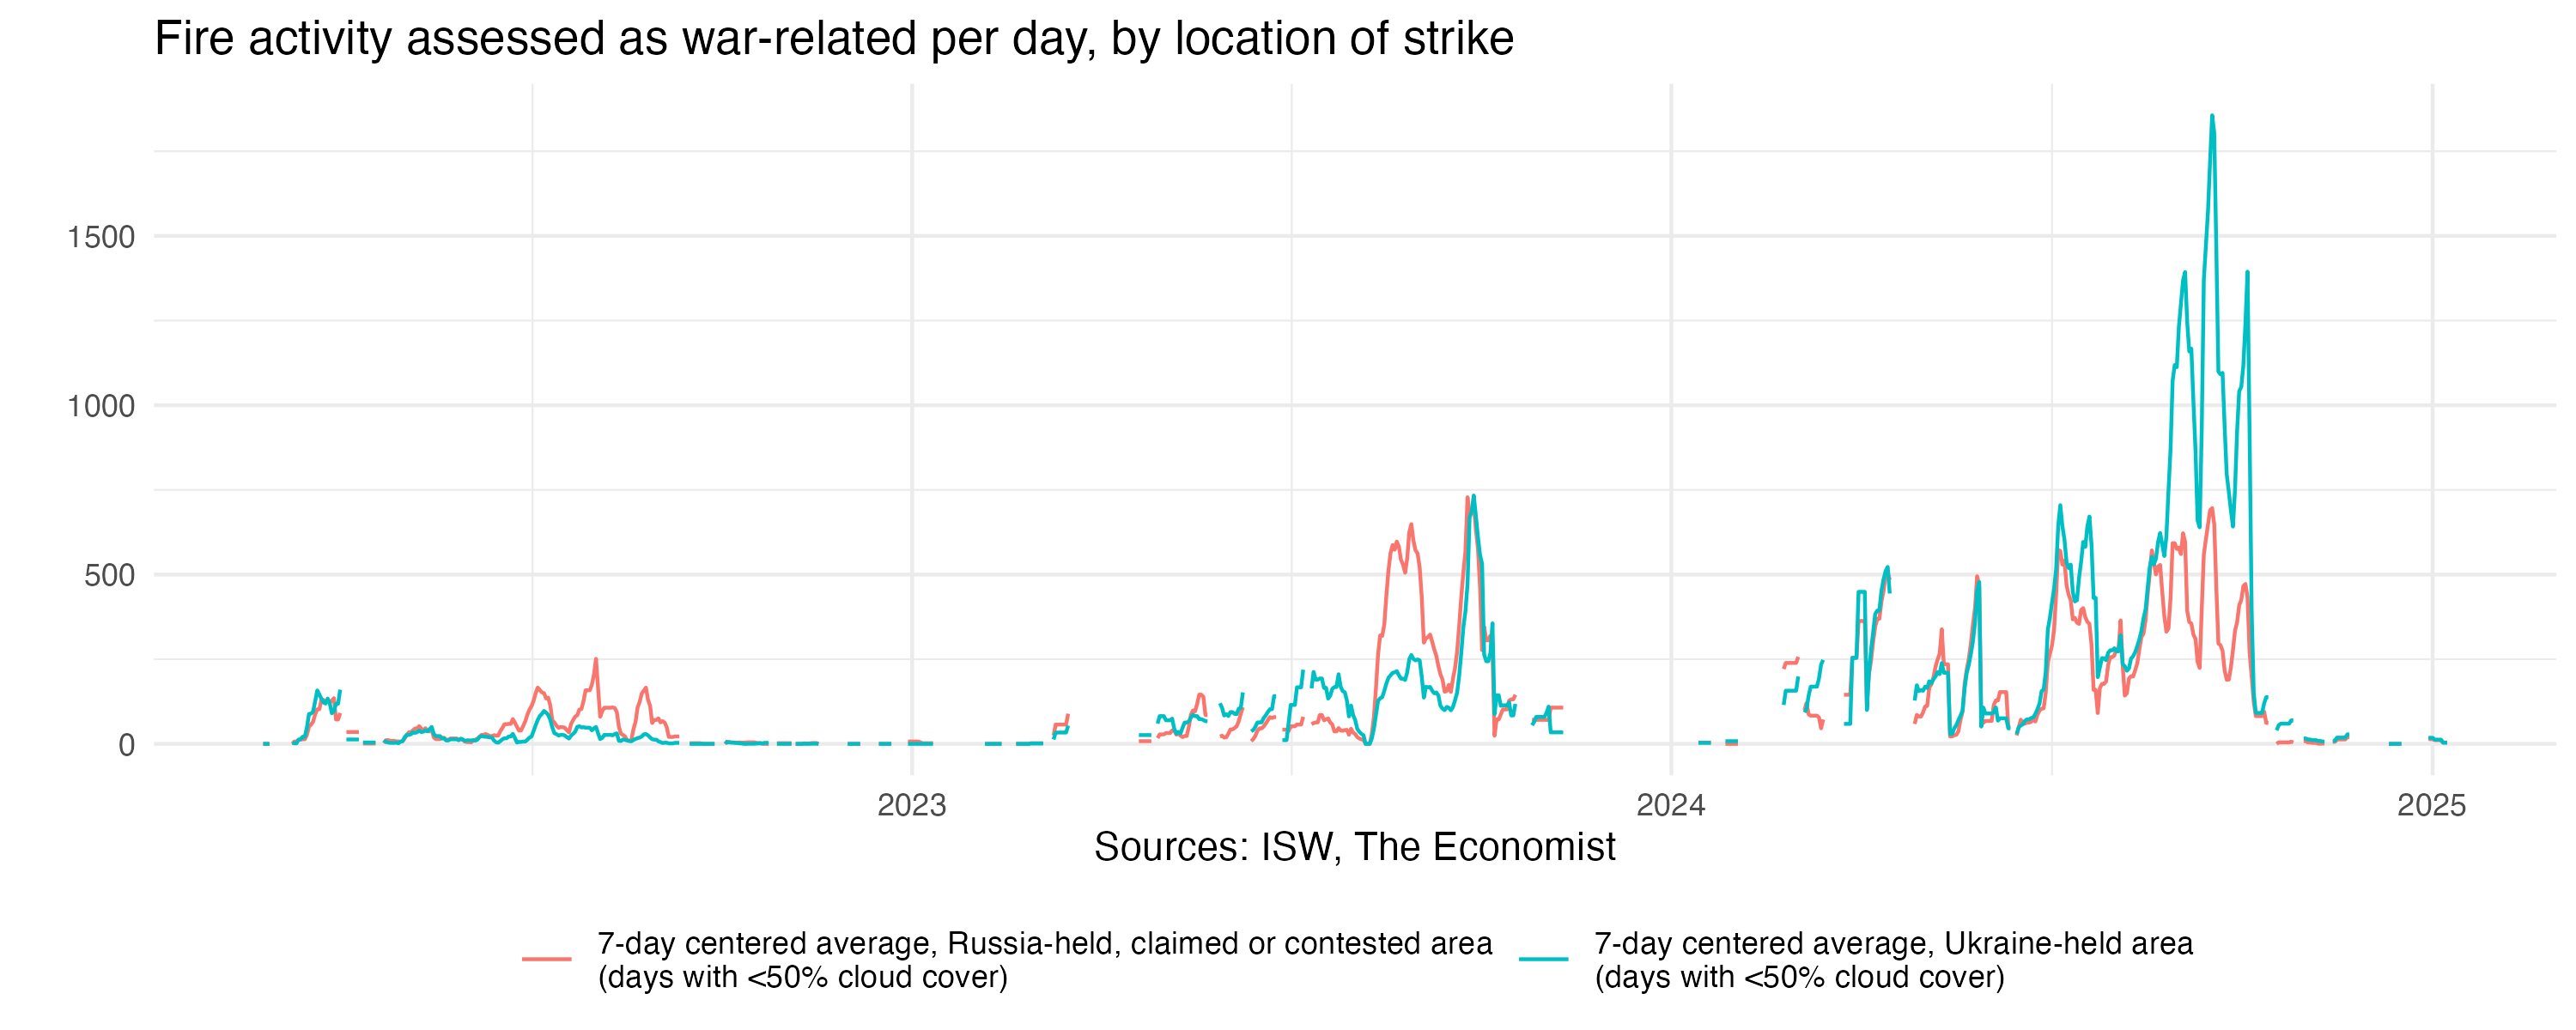 Fire activity assessed as war-related per day, by location of strike
1500
1000
500
0
2023
2024
2025
Sources: ISW, The Economist
7-day centered average, Russia-held, claimed or contested area
(days with <50% cloud cover)
7-day centered average, Ukraine-held area
(days with <50% cloud cover)